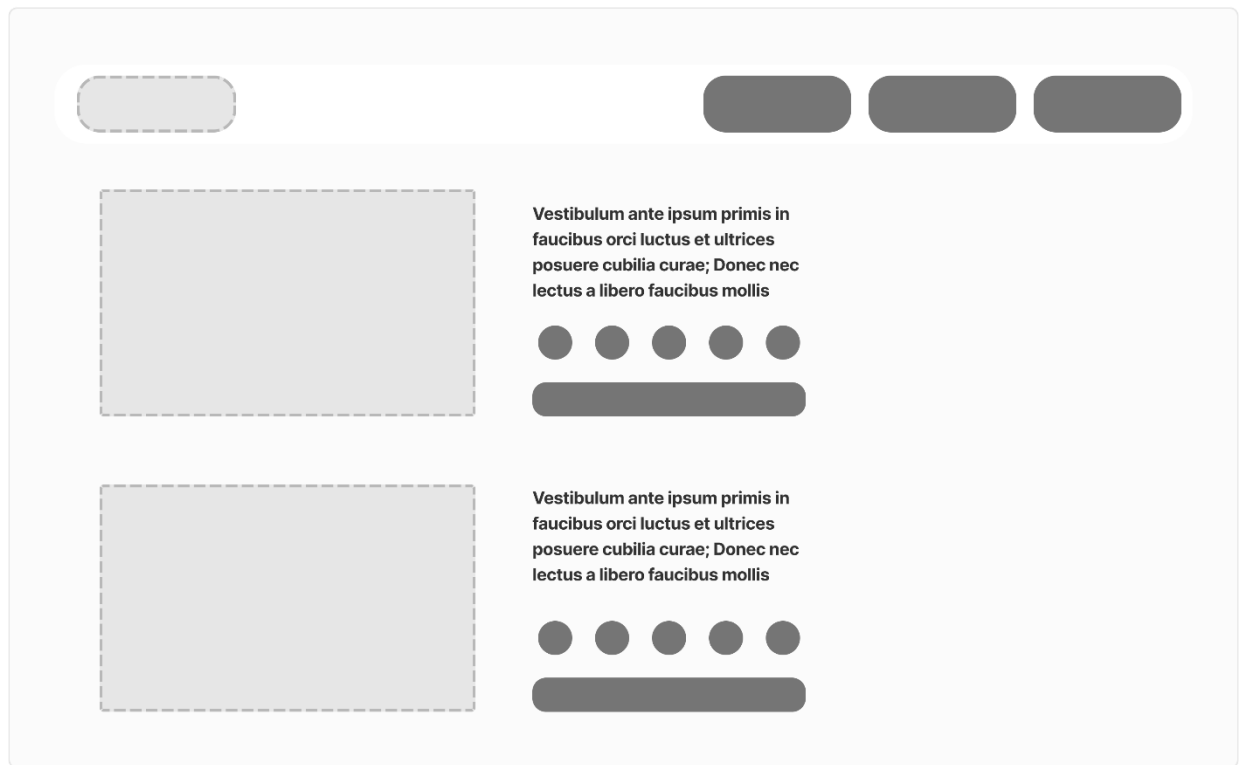 Vestibulum ante ipsum primis in
faucibus orci luctus et ultrices
posuere cubilia curae; Donec nec
lectus a libero faucibus mollis
Vestibulum ante ipsum primis in
faucibus orci luctus et ultrices
posuere cubilia curae; Donec nec
lectus a libero faucibus mollis